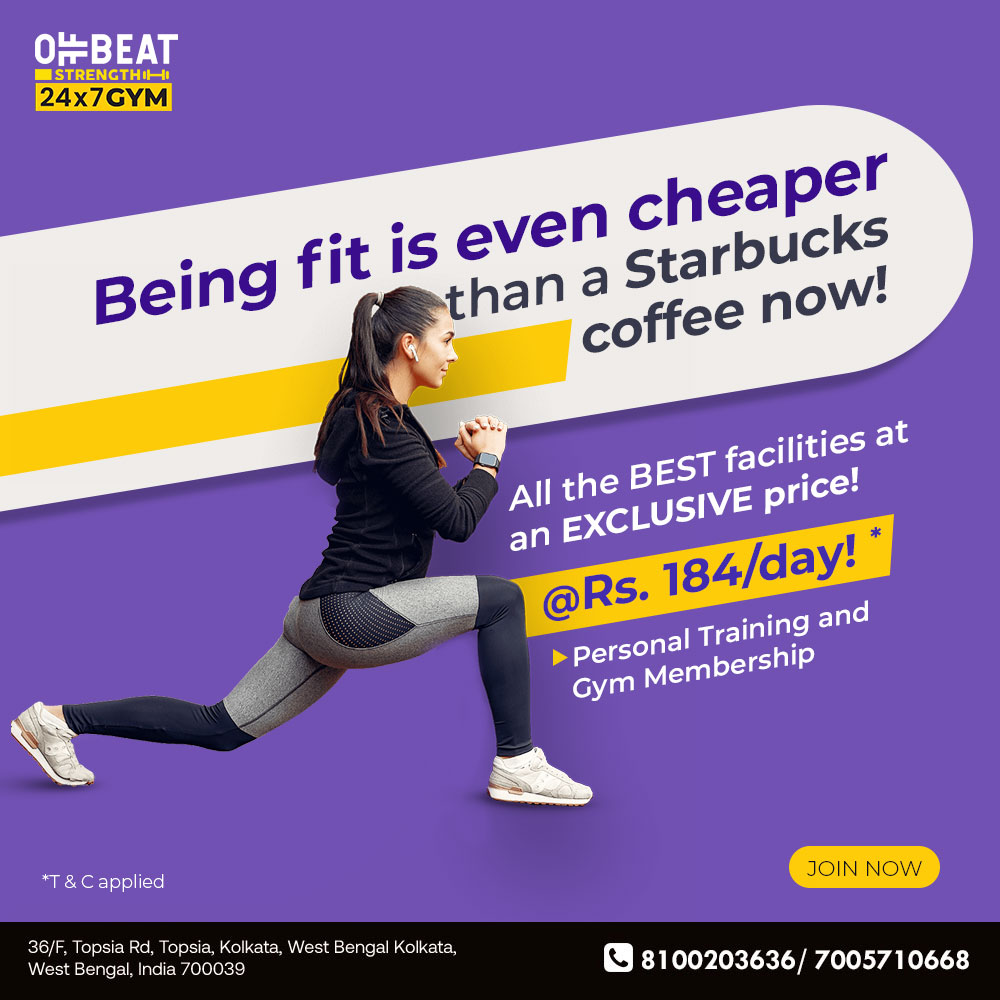 OFFBEAT
STRENGTH
24x7GYM
Being fit is even cheaper
than a Starbucks
coffee now!
All the BEST facilities at
an EXCLUSIVE price!
@Rs. 184/day! *
Personal Training and
Gym Membership
*T & C applied
JOIN NOW
36/F, Topsia Rd, Topsia, Kolkata, West Bengal Kolkata,
West Bengal, India 700039
8100203636/ 7005710668